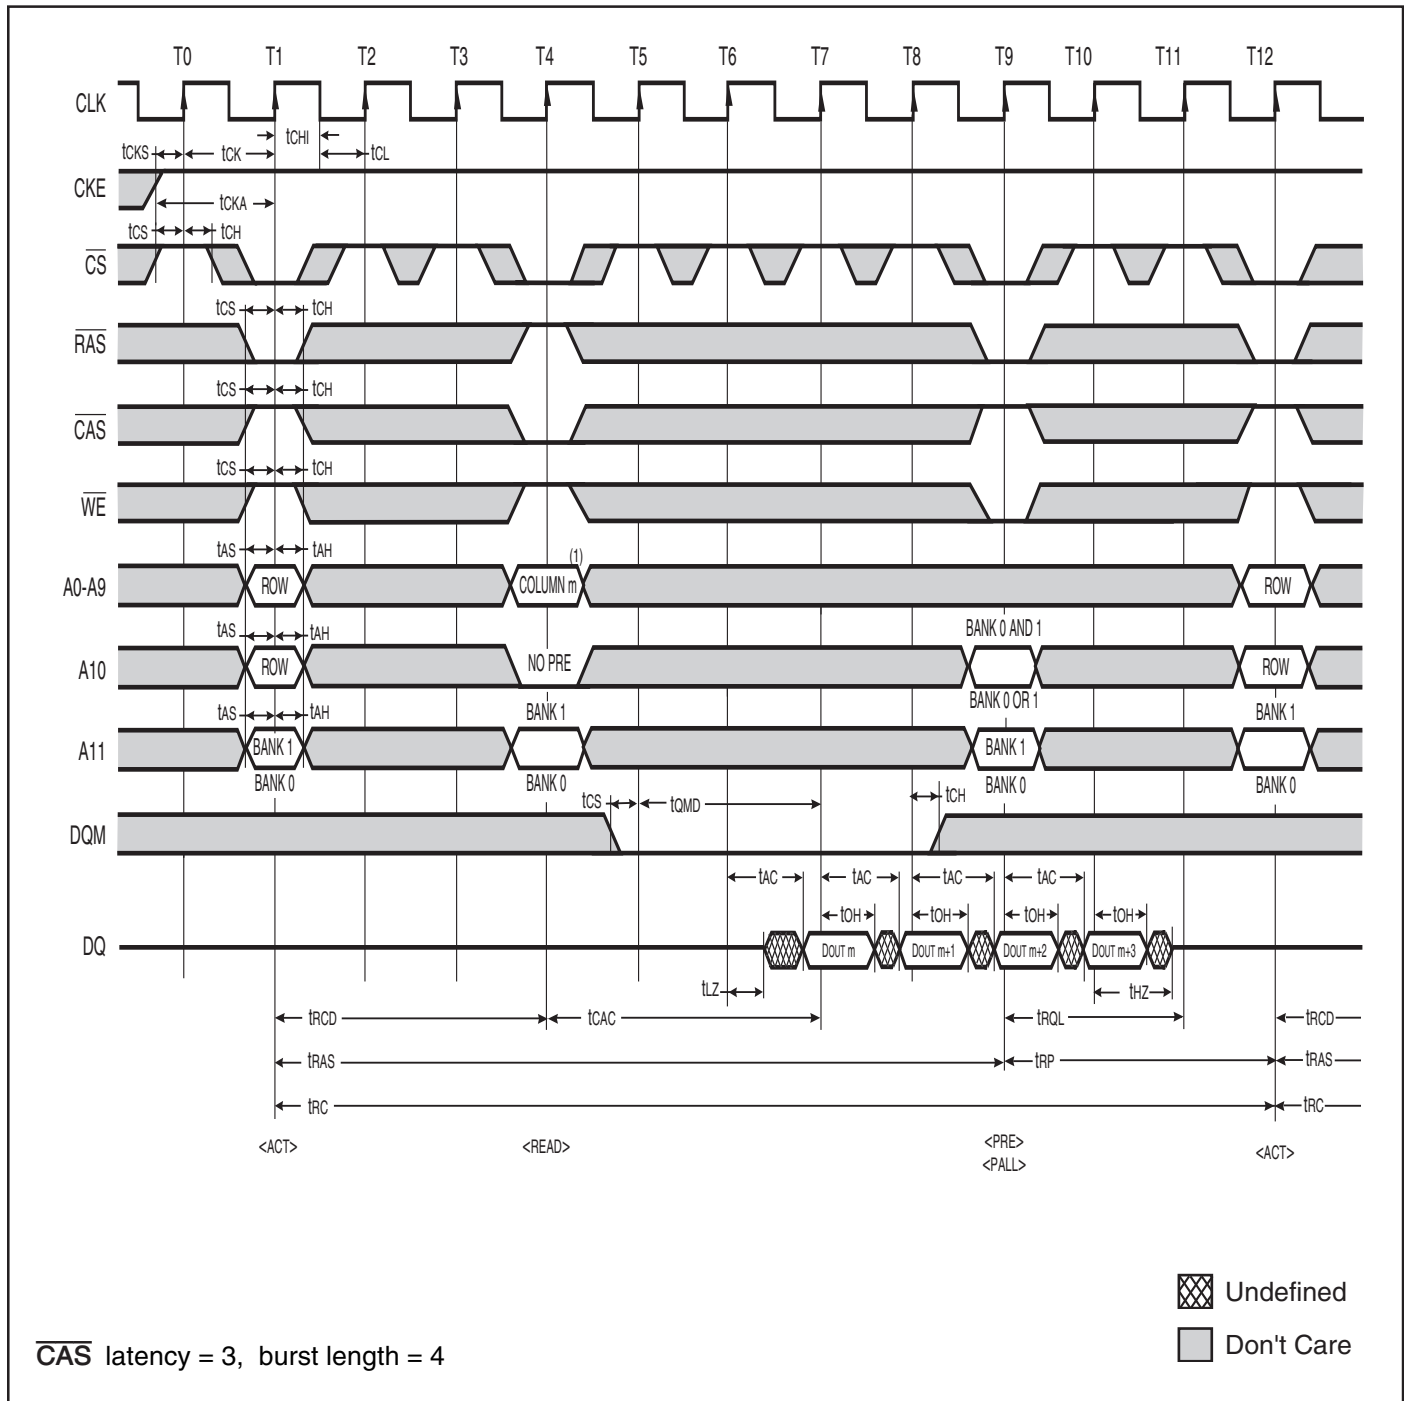 T0 T1 T2 T3 T4 T5 T6 T7 T8 T9 T10 T11 T12
CLK
tCHI
tCKS tCK tCL
CKE
tCKA
tCS tCH
CS
tCS tCH
RAS
tCS tCH
CAS
tCS tCH
WE
tAS tAH
(1)
A0-A9 ROW COLUMN m ROW
tAS tAH BANK 0 AND 1
A10 ROW NO PRE ROW
BANK 0 OR 1
tAS tAH BANK 1 BANK 1
A11 BANK 1 BANK 1
BANK 0 BANK 0 BANK 0 BANK 0
tCS tQMD tCH
DQM
tAC tAC tAC tAC
tOH tOH tOH tOH
DQ DOUT m DOUT m+1 DOUT m+2 DOUT m+3
tLZ tHZ
tRCD tCAC tRQL tRCD
tRAS tRP tRAS
tRC tRC
<ACT> <READ> <PRE> <ACT>
<PALL>
Undefined
Don't Care
CAS latency = 3, burst length = 4